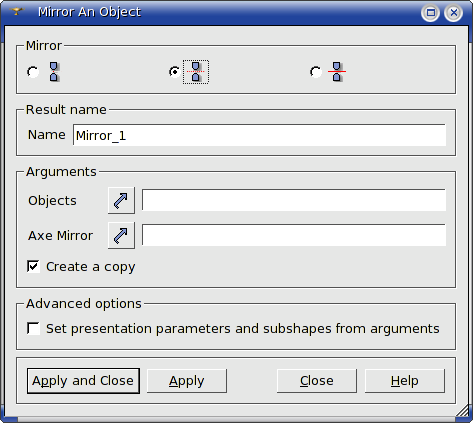 Mirror An Object
Mirror
Result name
Name Mirror_1
Arguments
Objects
Axe Mirror
Create a copy
Advanced options
Set presentation parameters and subshapes from arguments
Apply and Close Apply Close Help